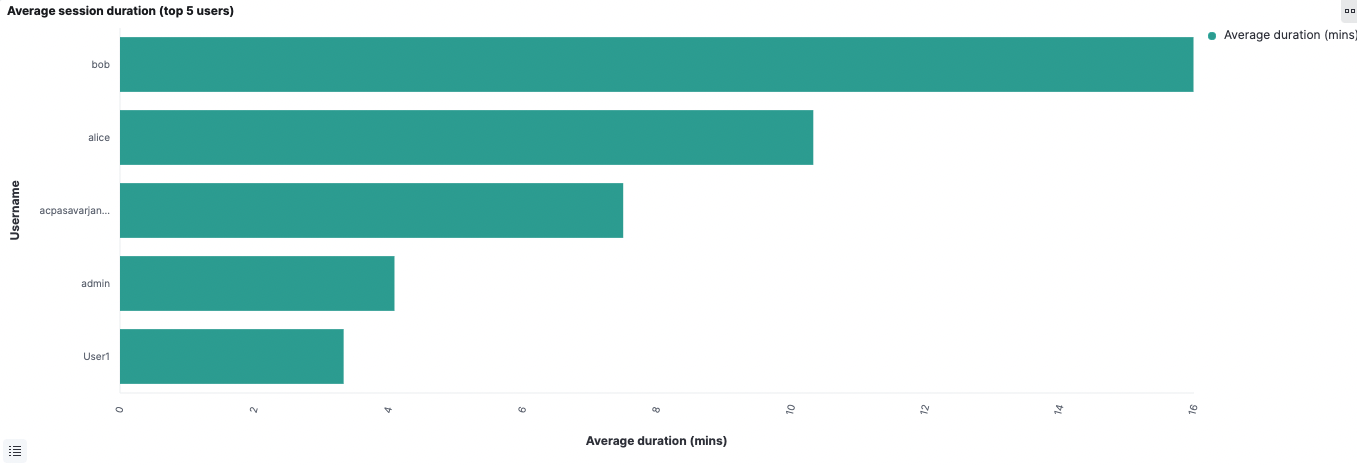 Average session duration (top 5 users)
Average duration (mins)
bob
alice
acpasavarjan...
admin
User1
Username
0 2 4 6 8 10 12 14 16
Average duration (mins)